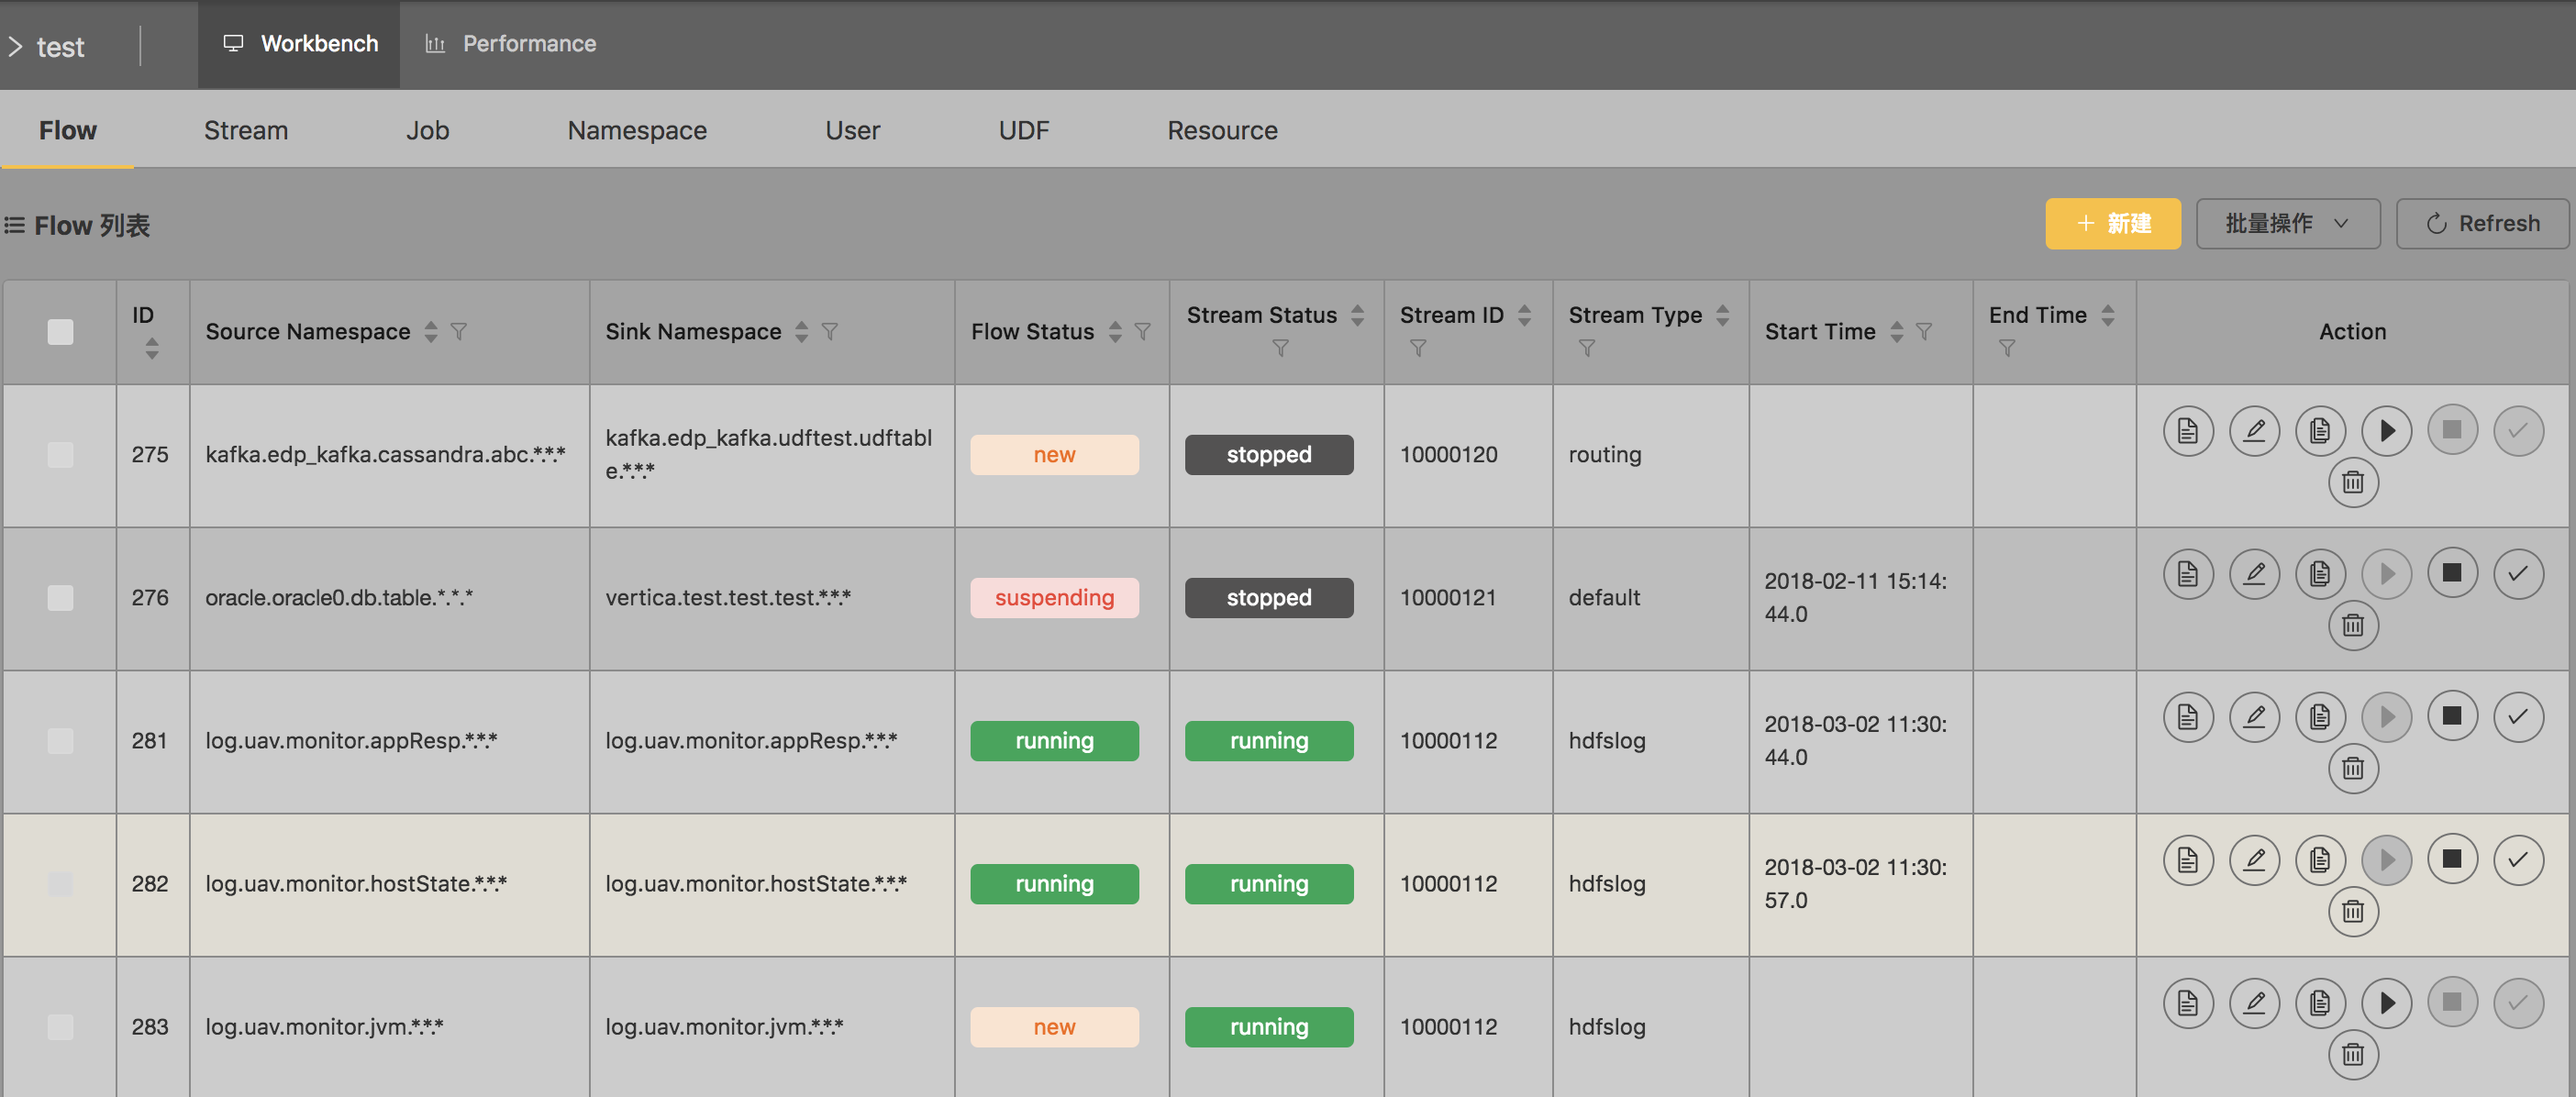 test
Workbench
Performance
Flow
Stream
Job
Namespace
User
UDF
Resource
Flow 列表
新建
批量操作
Refresh
ID
Source Namespace
Sink Namespace
Flow Status
Stream Status
Stream ID
Stream Type
Start Time
End Time
Action
275
kafka.edp_kafka.cassandra.abc.*.*.*
kafka.edp_kafka.udftest.udftabl
e.*.*.*
new
stopped
10000120
routing
276
oracle.oracle0.db.table.*.*.*
vertica.test.test.test.*.*.*
suspending
stopped
10000121
default
2018-02-11 15:14:
44.0
281
log.uav.monitor.appResp.*.*.*
log.uav.monitor.appResp.*.*.*
running
running
10000112
hdfslog
2018-03-02 11:30:
44.0
282
log.uav.monitor.hostState.*.*.*
log.uav.monitor.hostState.*.*.*
running
running
10000112
hdfslog
2018-03-02 11:30:
57.0
283
log.uav.monitor.jvm.*.*.*
log.uav.monitor.jvm.*.*.*
new
running
10000112
hdfslog